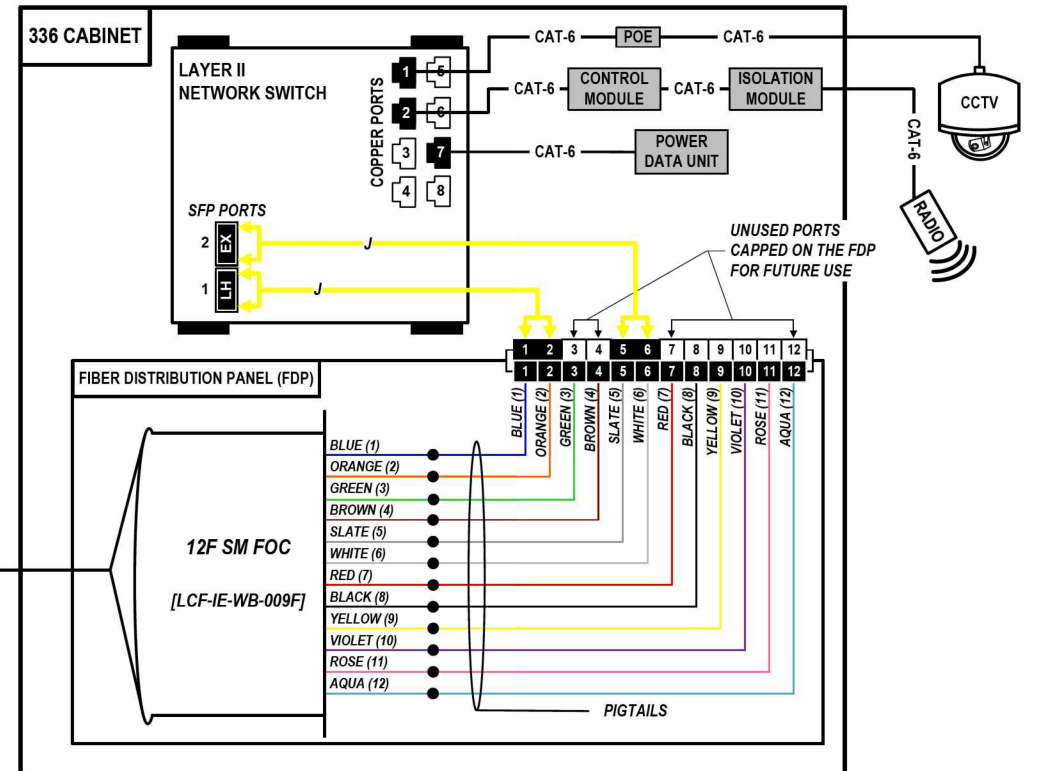 336 CABINET
LAYER II
NETWORK SWITCH
COPPER PORTS
1
5
2
6
3
7
4
8
CAT-6
POE
CAT-6
CAT-6
CONTROL
MODULE
CAT-6
ISOLATION
MODULE
CAT-6
POWER
DATA UNIT
CCTV
CAT-6
RADIO
SFP PORTS
2
EX
1
LH
J
J
UNUSED PORTS
CAPPED ON THE FDP
FOR FUTURE USE
1 2 3 4 5 6 7 8 9 10 11 12
1 2 3 4 5 6 7 8 9 10 11 12
FIBER DISTRIBUTION PANEL (FDP)
BLUE (1)
ORANGE (2)
GREEN (3)
BROWN (4)
SLATE (5)
WHITE (6)
RED (7)
BLACK (8)
YELLOW (9)
VIOLET (10)
ROSE (11)
AQUA (12)
12F SM FOC
[LCF-IE-WB-009F]
BLUE (1)
ORANGE (2)
GREEN (3)
BROWN (4)
SLATE (5)
WHITE (6)
RED (7)
BLACK (8)
YELLOW (9)
VIOLET (10)
ROSE (11)
AQUA (12)
PIGTAILS